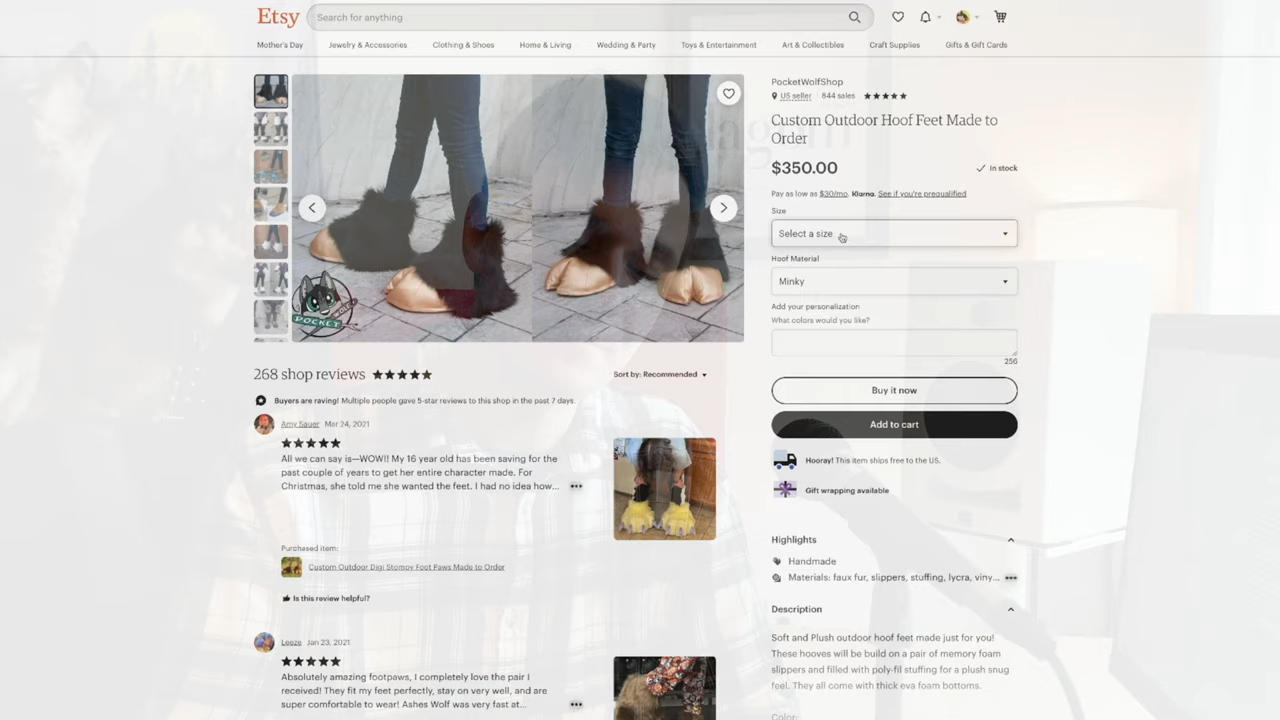 Etsy
Search for anything
Mother's Day Jewelry & Accessories Clothing & Shoes Home & Living Wedding & Party Toys & Entertainment Art & Collectibles Craft Supplies Gifts & Gift Cards
PocketWolfShop
US seller 844 sales
Custom Outdoor Hoof Feet Made to
Order
$350.00
In stock
Pay as low as $30/mo. Klarna. See if you're prequalified
Size
Select a size
Hoof Material
Minky
Add your personalization
What colors would you like?
256
Buy it now
Add to cart
Hooray! This item ships free to the US.
Gift wrapping available
Highlights
Handmade
Materials: faux fur, slippers, stuffing, lycra, viny...
Description
Soft and Plush outdoor hoof feet made just for you!
These hooves will be build on a pair of memory foam
slippers and filled with poly-fil stuffing for a plush snug
feel. They all come with thick eva foam bottoms.
Color:
POCKET
268 shop reviews
Sort by: Recommended
Buyers are raving! Multiple people gave 5-star reviews to this shop in the past 7 days.
Amy Sauer Mar 24, 2021
All we can say is—WOW!! My 16 year old has been saving for the
past couple of years to get her entire character made. For
Christmas, she told me she wanted the feet. I had no idea how...
Purchased item:
Custom Outdoor Digi Stompy Foot Paws Made to Order
Is this review helpful?
Leeze Jan 23, 2021
Absolutely amazing footpaws, I completely love the pair I
received! They fit my feet perfectly, stay on very well, and are
super comfortable to wear! Ashes Wolf was very fast at...